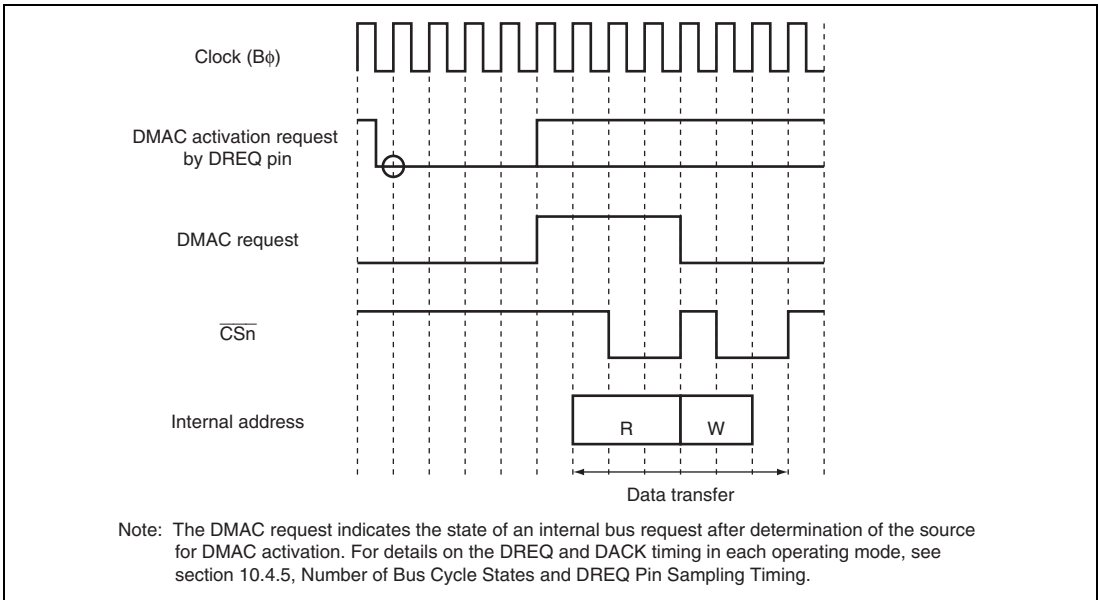 Clock (Bϕ)
DMAC activation request
by DREQ pin
DMAC request
CSn
Internal address
R
W
Data transfer
Note: The DMAC request indicates the state of an internal bus request after determination of the source
for DMAC activation. For details on the DREQ and DACK timing in each operating mode, see
section 10.4.5, Number of Bus Cycle States and DREQ Pin Sampling Timing.